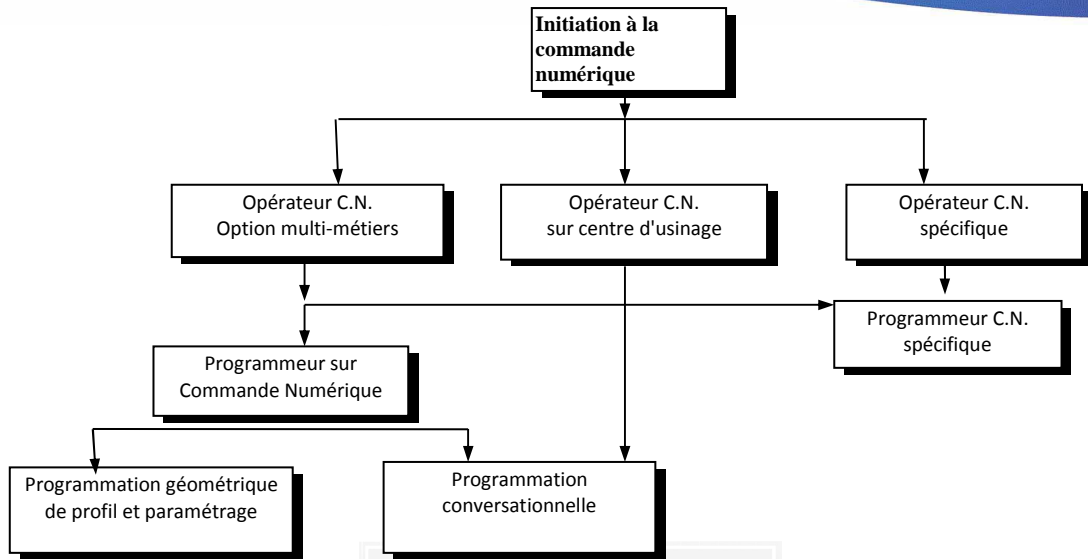 Initiation à la
commande
numérique
Opérateur C.N.
Option multi-métiers
Opérateur C.N.
sur centre d'usinage
Opérateur C.N.
spécifique
Programmeur C.N.
spécifique
Programmeur sur
Commande Numérique
Programmation géométrique
de profil et paramétrage
Programmation
conversationnelle